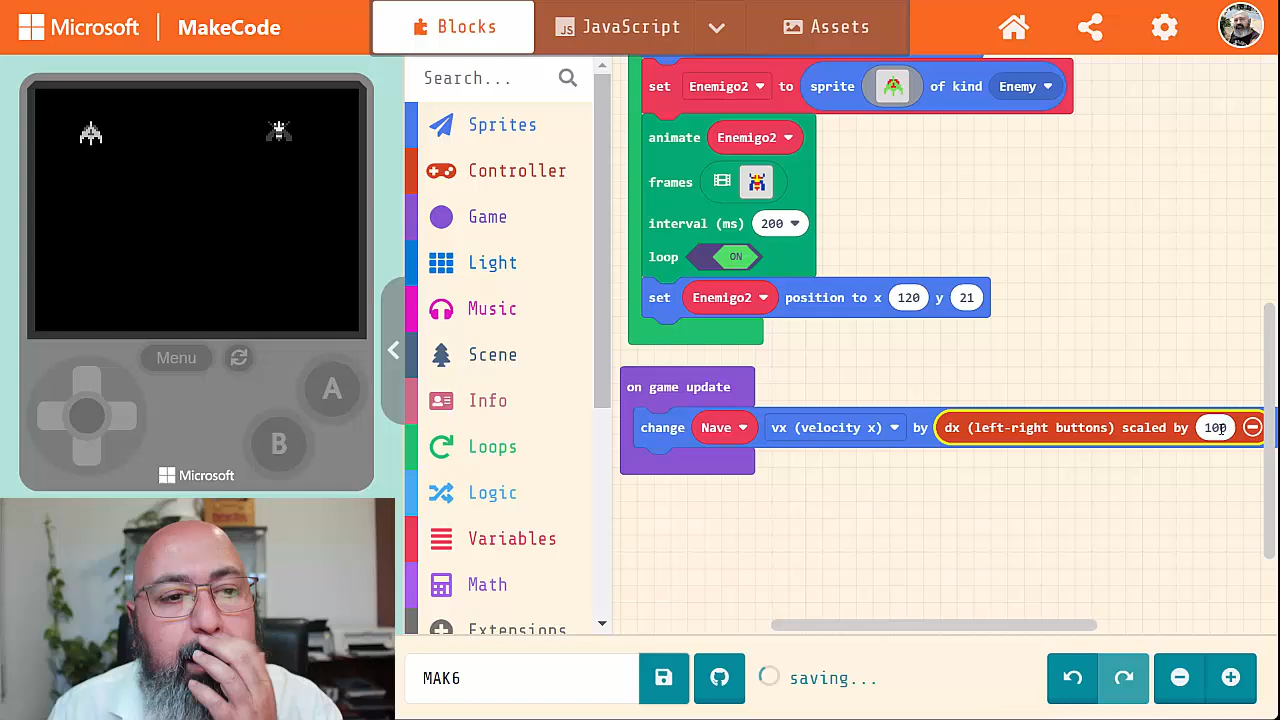 Microsoft MakeCode Blocks JavaScript Assets
Search...
Sprites
Controller
Game
Light
Music
Scene
Info
Loops
Logic
Variables
Math
Extensions
Menu
A
B
Microsoft
set Enemigo2 to sprite of kind Enemy
animate Enemigo2
frames
interval (ms) 200
loop ON
set Enemigo2 position to x 120 y 21
on game update
change Nave vx (velocity x) by dx (left-right buttons) scaled by 100
MAK6
saving...